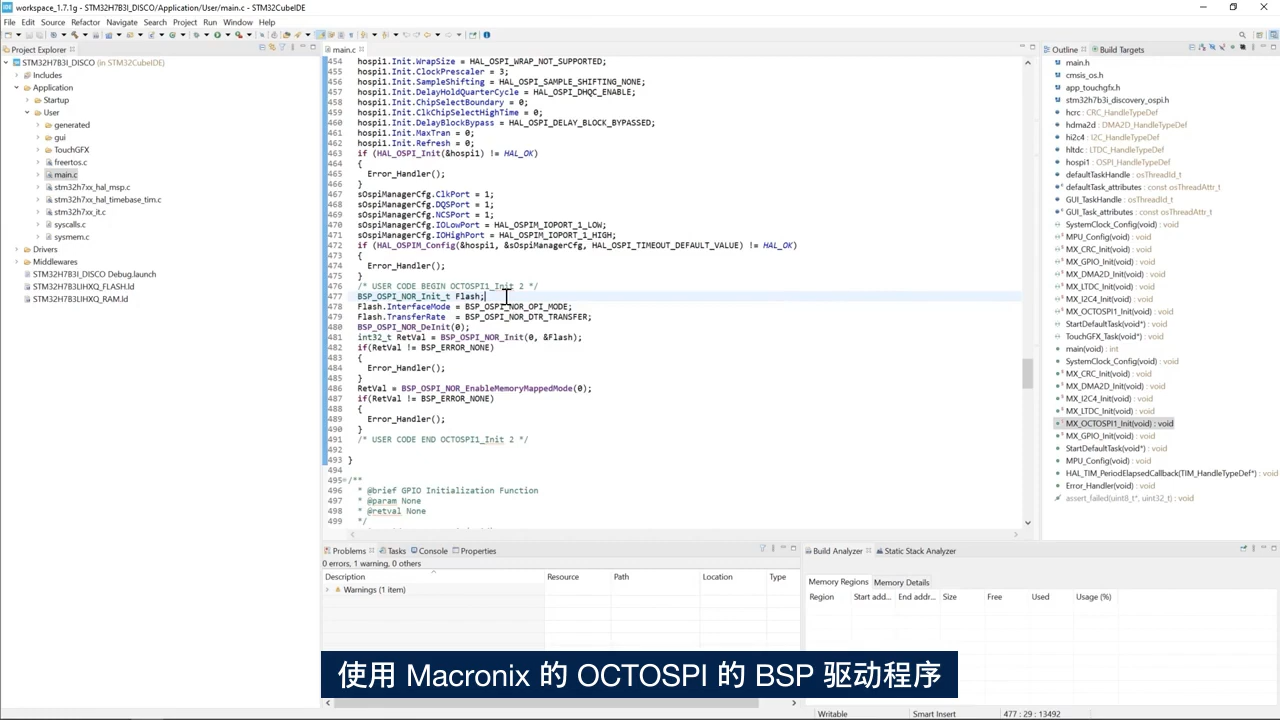 workspace_1.7.1g - STM32H7B3I_DISCO/Application/User/main.c - STM32CubeIDE
File Edit Source Refactor Navigate Search Project Run Window Help
Project Explorer
STM32H7B3I_DISCO (in STM32CubeIDE)
Includes
Application
Startup
User
generated
gui
TouchGFX
freertos.c
main.c
stm32h7xx_hal_msp.c
stm32h7xx_hal_timebase_tim.c
stm32h7xx_it.c
syscalls.c
sysmem.c
Drivers
Middlewares
STM32H7B3I_DISCO Debug.launch
STM32H7B3LIHXQ_FLASH.ld
STM32H7B3LIHXQ_RAM.ld
main.c
454 hospi1.Init.WrapSize = HAL_OSPI_WRAP_NOT_SUPPORTED;
455 hospi1.Init.ClockPrescaler = 3;
456 hospi1.Init.SampleShifting = HAL_OSPI_SAMPLE_SHIFTING_NONE;
457 hospi1.Init.DelayHoldQuarterCycle = HAL_OSPI_DHQC_ENABLE;
458 hospi1.Init.ChipSelectBoundary = 0;
459 hospi1.Init.ClkChipSelectHighTime = 0;
460 hospi1.Init.DelayBlockBypass = HAL_OSPI_DELAY_BLOCK_BYPASSED;
461 hospi1.Init.MaxTran = 0;
462 hospi1.Init.Refresh = 0;
463 if (HAL_OSPI_Init(&hospi1) != HAL_OK)
464 {
465 Error_Handler();
466 }
467 sOspiManagerCfg.ClkPort = 1;
468 sOspiManagerCfg.DQSPort = 1;
469 sOspiManagerCfg.NCSPort = 1;
470 sOspiManagerCfg.IOLowPort = HAL_OSPIM_IOPORT_1_LOW;
471 sOspiManagerCfg.IOHighPort = HAL_OSPIM_IOPORT_1_HIGH;
472 if (HAL_OSPIM_Config(&hospi1, &sOspiManagerCfg, HAL_OSPI_TIMEOUT_DEFAULT_VALUE) != HAL_OK)
473 {
474 Error_Handler();
475 }
476 /* USER CODE BEGIN OCTOSPI1_Init 2 */
477 BSP_OSPI_NOR_Init_t Flash;
478 Flash.InterfaceMode = BSP_OSPI_NOR_OPI_MODE;
479 Flash.TransferRate = BSP_OSPI_NOR_DTR_TRANSFER;
480 BSP_OSPI_NOR_DeInit(0);
481 int32_t RetVal = BSP_OSPI_NOR_Init(0, &Flash);
482 if(RetVal != BSP_ERROR_NONE)
483 {
484 Error_Handler();
485 }
486 RetVal = BSP_OSPI_NOR_EnableMemoryMappedMode(0);
487 if(RetVal != BSP_ERROR_NONE)
488 {
489 Error_Handler();
490 }
491 /* USER CODE END OCTOSPI1_Init 2 */
492
493 }
494
495 /**
496 * @brief GPIO Initialization Function
497 * @param None
498 * @retval None
499 */
Outline Build Targets
main.h
cmsis_os.h
app_touchgfx.h
stm32h7b3i_discovery_ospi.h
hcrc : CRC_HandleTypeDef
hdma2d : DMA2D_HandleTypeDef
hi2c4 : I2C_HandleTypeDef
hltdc : LTDC_HandleTypeDef
hospi1 : OSPI_HandleTypeDef
defaultTaskHandle : osThreadId_t
defaultTask_attributes : const osThreadAttr_t
GUI_TaskHandle : osThreadId_t
GUI_Task_attributes : const osThreadAttr_t
SystemClock_Config(void) : void
MPU_Config(void) : void
MX_CRC_Init(void) : void
MX_GPIO_Init(void) : void
MX_DMA2D_Init(void) : void
MX_LTDC_Init(void) : void
MX_I2C4_Init(void) : void
MX_OCTOSPI1_Init(void) : void
StartDefaultTask(void*) : void
TouchGFX_Task(void*) : void
main(void) : int
SystemClock_Config(void) : void
MX_CRC_Init(void) : void
MX_DMA2D_Init(void) : void
MX_I2C4_Init(void) : void
MX_LTDC_Init(void) : void
MX_OCTOSPI1_Init(void) : void
MX_GPIO_Init(void) : void
StartDefaultTask(void*) : void
MPU_Config(void) : void
HAL_TIM_PeriodElapsedCallback(TIM_HandleTypeDef*) : void
Error_Handler(void) : void
assert_failed(uint8_t*, uint32_t) : void
Problems Tasks Console Properties
0 errors, 1 warning, 0 others
Description Resource Path Location Type
Warnings (1 item)
Build Analyzer Static Stack Analyzer
Memory Regions Memory Details
Region Start add... End addr... Size Free Used Usage (%)
使用 Macronix 的 OCTOSPI 的 BSP 驱动程序
Writable Smart Insert 477 : 29 : 13492